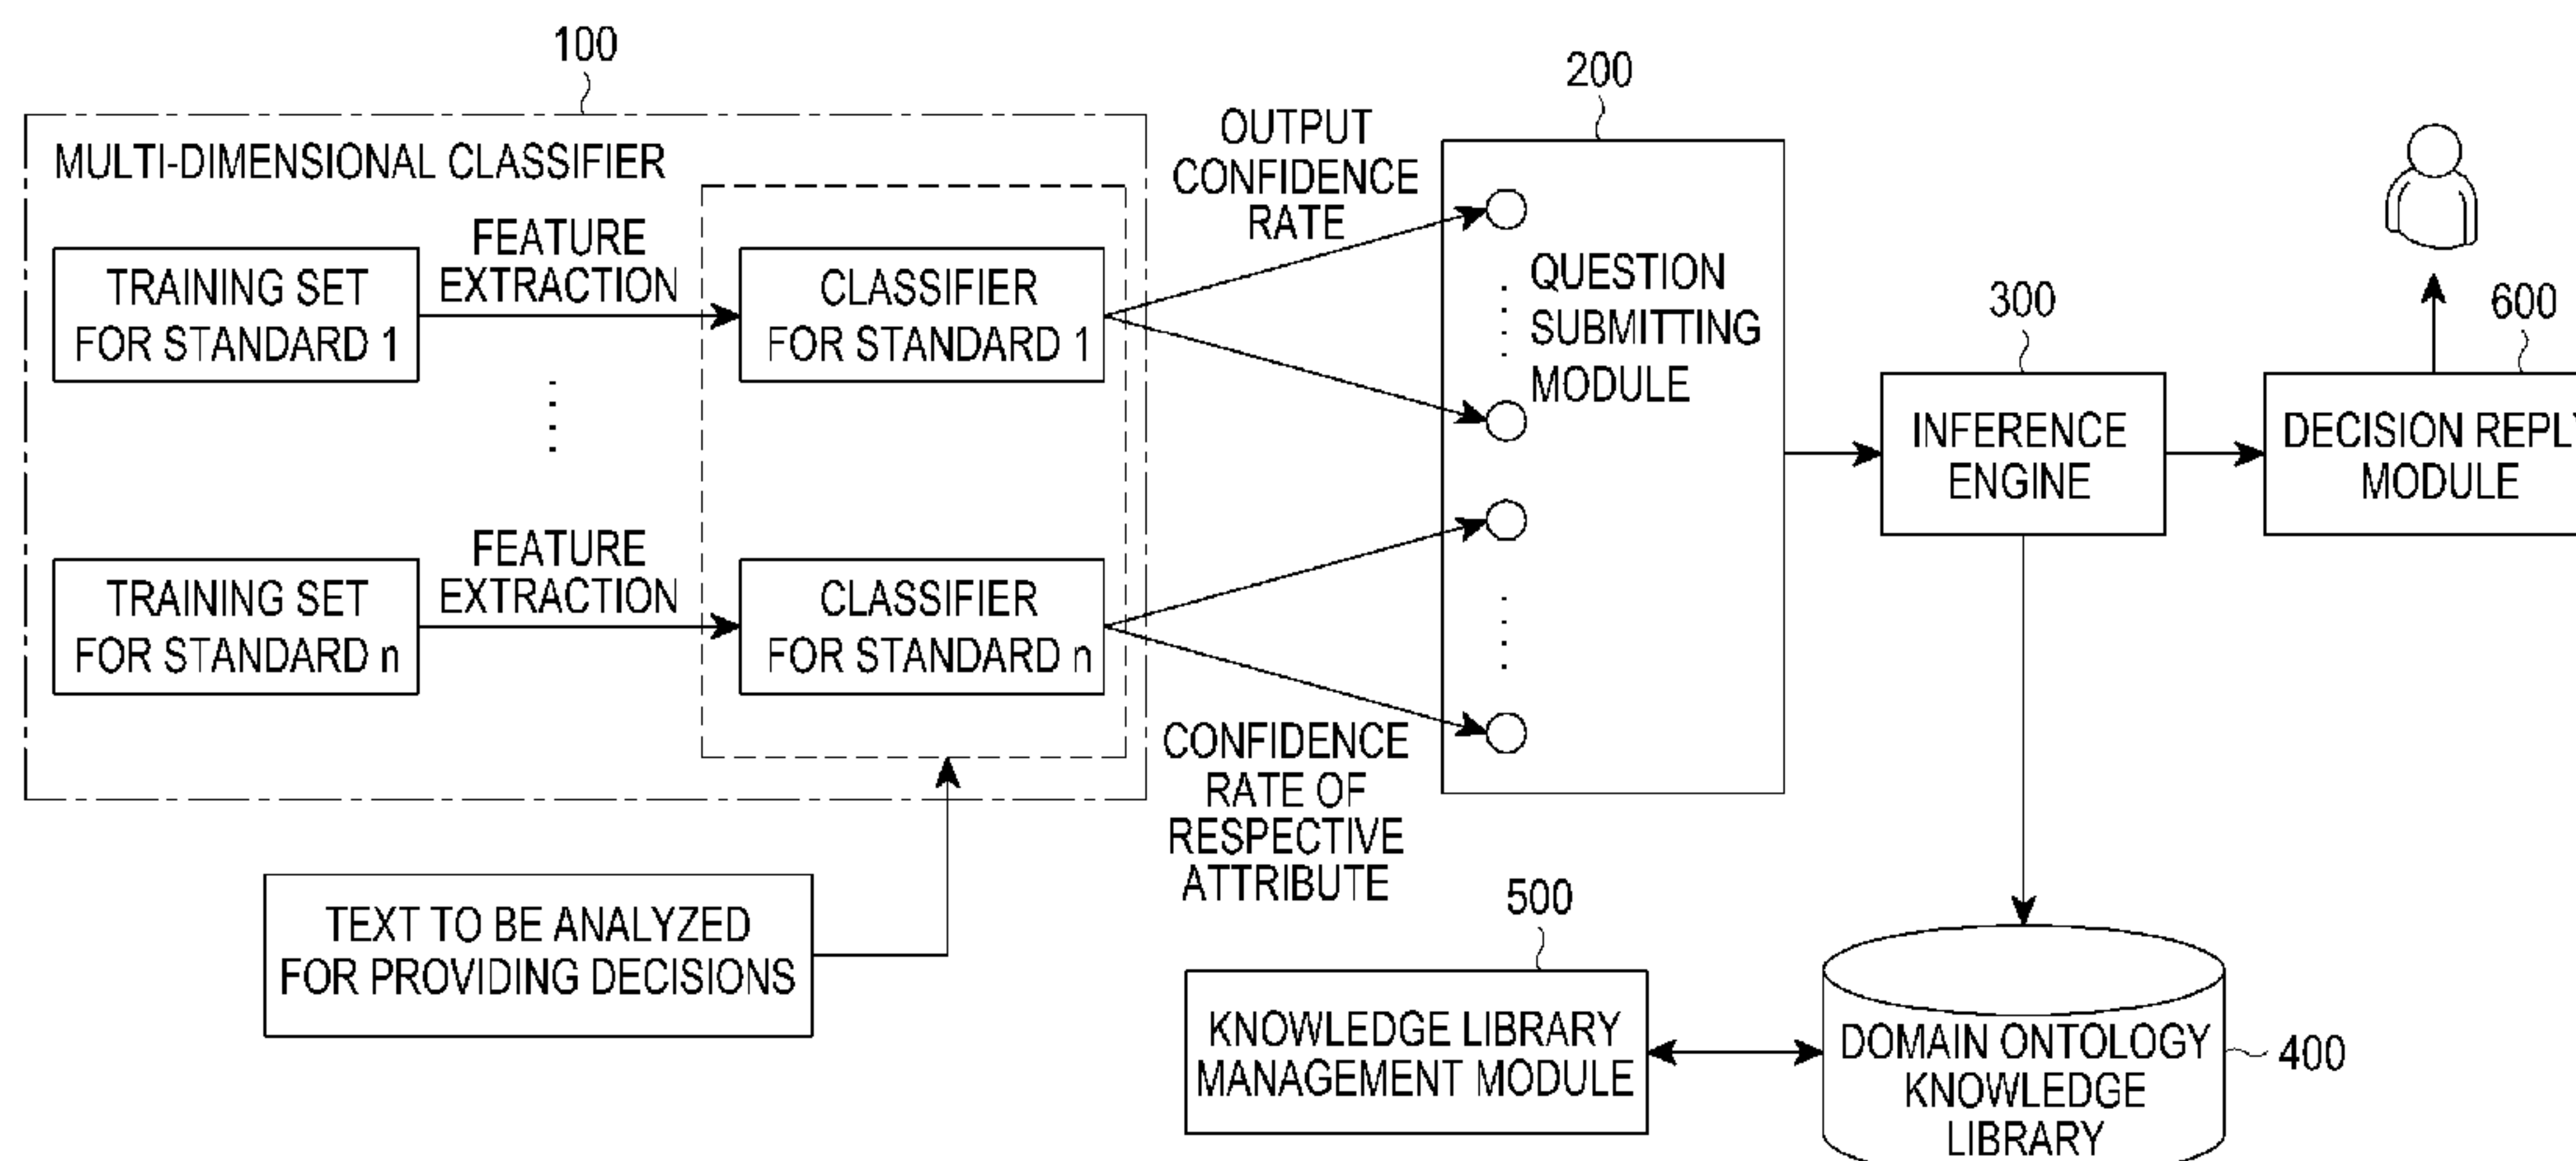 100
MULTI-DIMENSIONAL CLASSIFIER
TRAINING SET
FOR STANDARD 1
FEATURE
EXTRACTION
CLASSIFIER
FOR STANDARD 1
TRAINING SET
FOR STANDARD n
FEATURE
EXTRACTION
CLASSIFIER
FOR STANDARD n
TEXT TO BE ANALYZED
FOR PROVIDING DECISIONS
OUTPUT
CONFIDENCE
RATE
CONFIDENCE
RATE OF
RESPECTIVE
ATTRIBUTE
200
QUESTION
SUBMITTING
MODULE
300
INFERENCE
ENGINE
600
DECISION REPLY
MODULE
500
KNOWLEDGE LIBRARY
MANAGEMENT MODULE
DOMAIN ONTOLOGY
KNOWLEDGE
LIBRARY
400